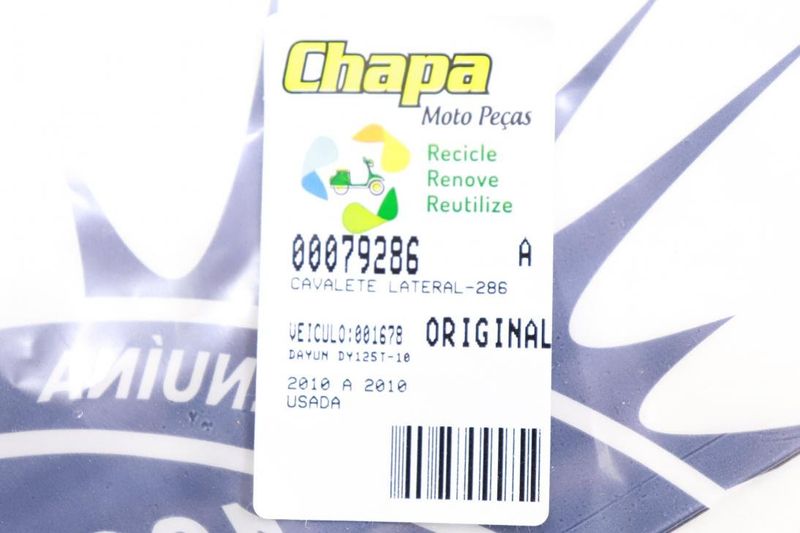 Chapa
Moto Peças
Recicle
Renove
Reutilize
00079286 A
CAVALETE LATERAL-286
VEICULO:001678 ORIGINAL
DAYUN DY125T-10
2010 A 2010
USADA